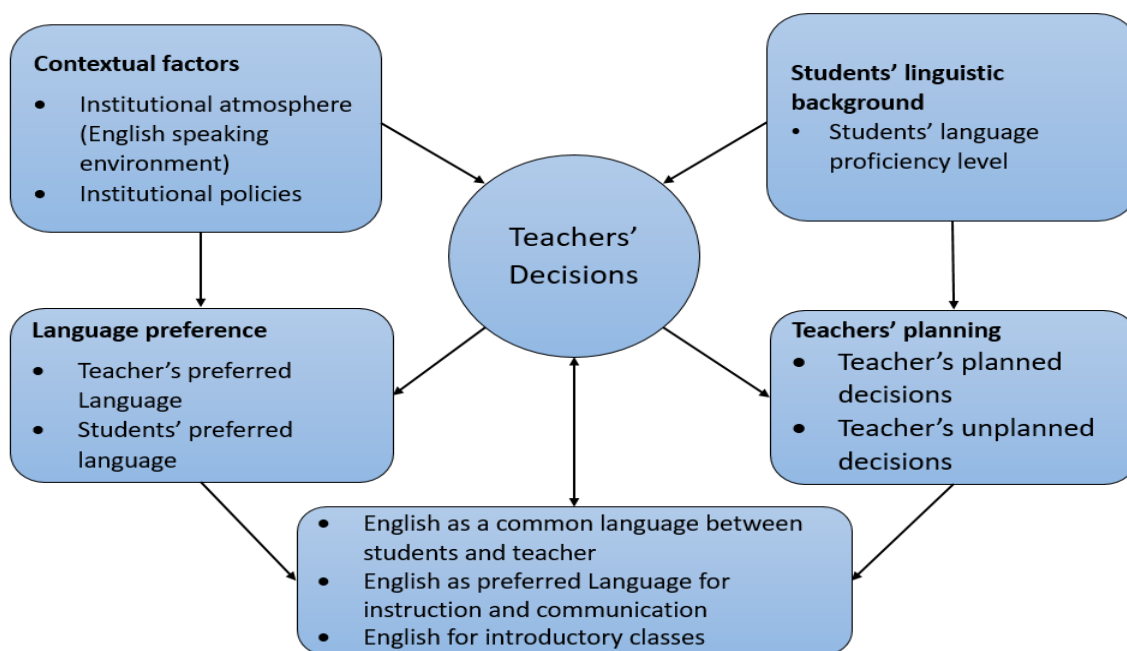 Contextual factors
• Institutional atmosphere
(English speaking
environment)
• Institutional policies
Students’ linguistic
background
• Students’ language
proficiency level
Teachers’
Decisions
Language preference
• Teacher’s preferred
Language
• Students’ preferred
language
Teachers’ planning
• Teacher’s planned
decisions
• Teacher’s unplanned
decisions
• English as a common language between
students and teacher
• English as preferred Language for
instruction and communication
• English for introductory classes